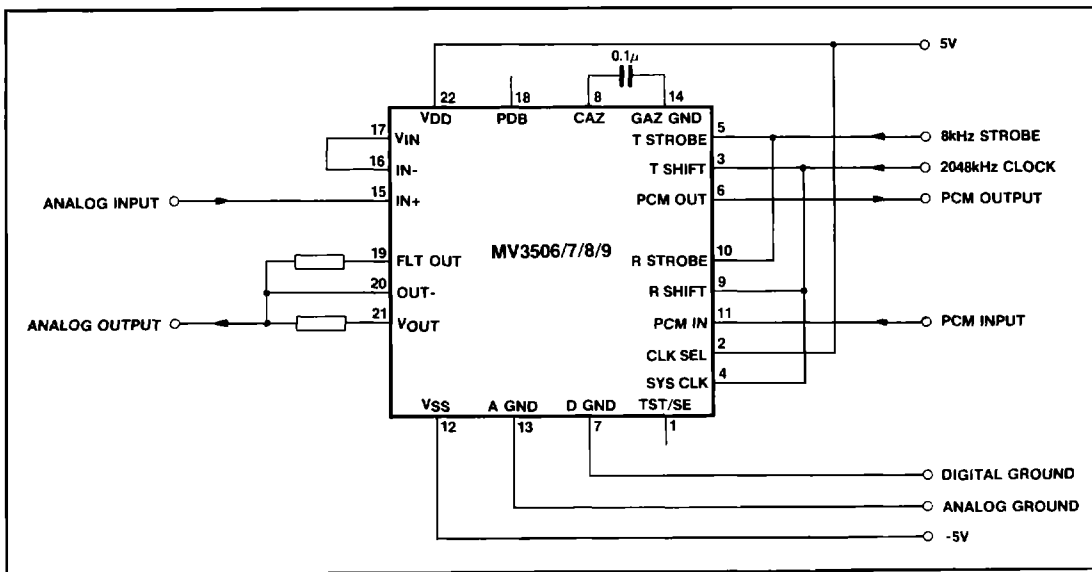 5V
0.1µ
22 18 8 14
VDD PDB CAZ GAZ GND
17 VIN
16 IN-
ANALOG INPUT 15 IN+
T STROBE 5 8kHz STROBE
T SHIFT 3 2048kHz CLOCK
PCM OUT 6 PCM OUTPUT
MV3506/7/8/9
19 FLT OUT
20 OUT-
ANALOG OUTPUT 21 VOUT
R STROBE 10
R SHIFT 9
PCM IN 11 PCM INPUT
CLK SEL 2
SYS CLK 4
VSS A GND D GND TST/SE
12 13 7 1
DIGITAL GROUND
ANALOG GROUND
-5V